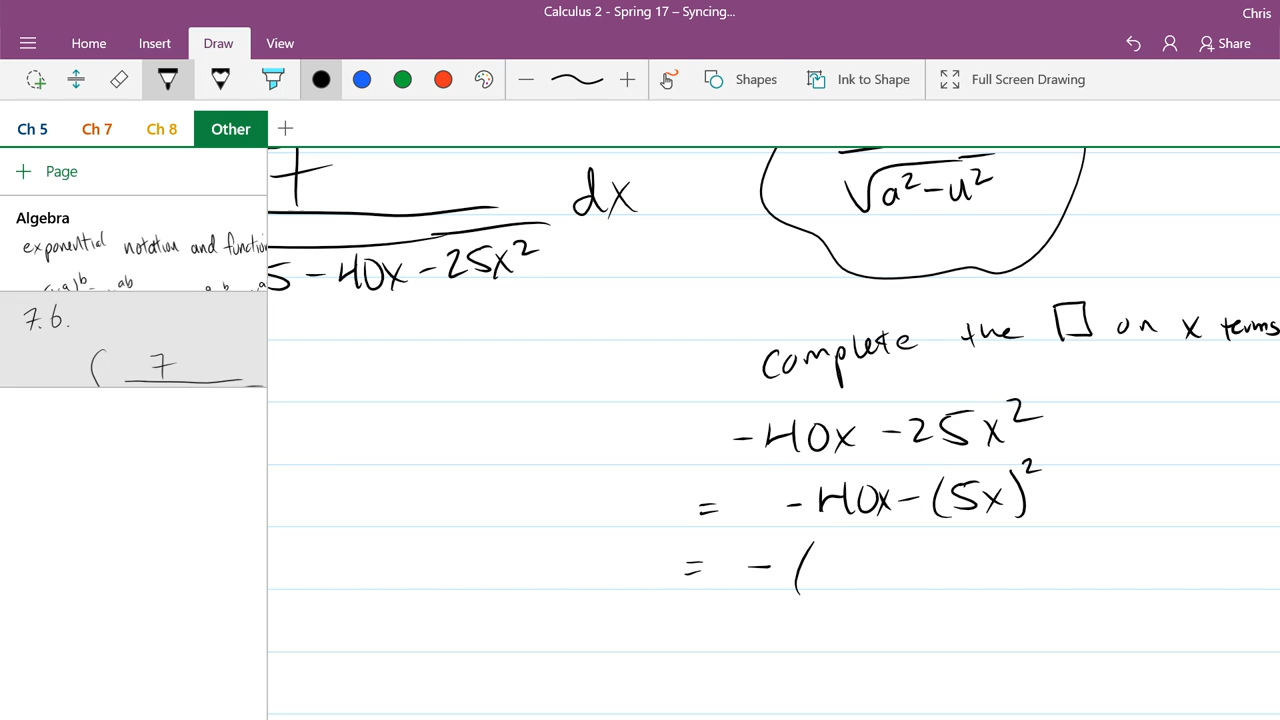 Calculus 2 - Spring 17 – Syncing...
Chris
Home Insert Draw View
Share
Shapes Ink to Shape Full Screen Drawing
Ch 5 Ch 7 Ch 8 Other
Page
Algebra
exponential notation and functio
7.6.
( 7
7 dx
5 - 40x - 25x²
√a² - u²
complete the □ on x terms
- 40x - 25x²
= - 40x - (5x)²
= - (